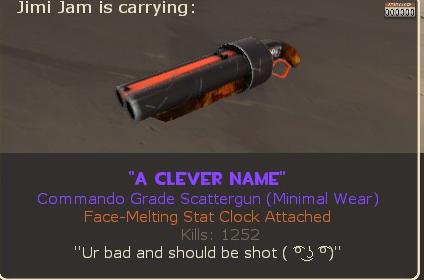 Jimi Jam is carrying:
"A CLEVER NAME"
Commando Grade Scattergun (Minimal Wear)
Face-Melting Stat Clock Attached
Kills: 1252
"Ur bad and should be shot ( ͡° ͜ʖ ͡°)"